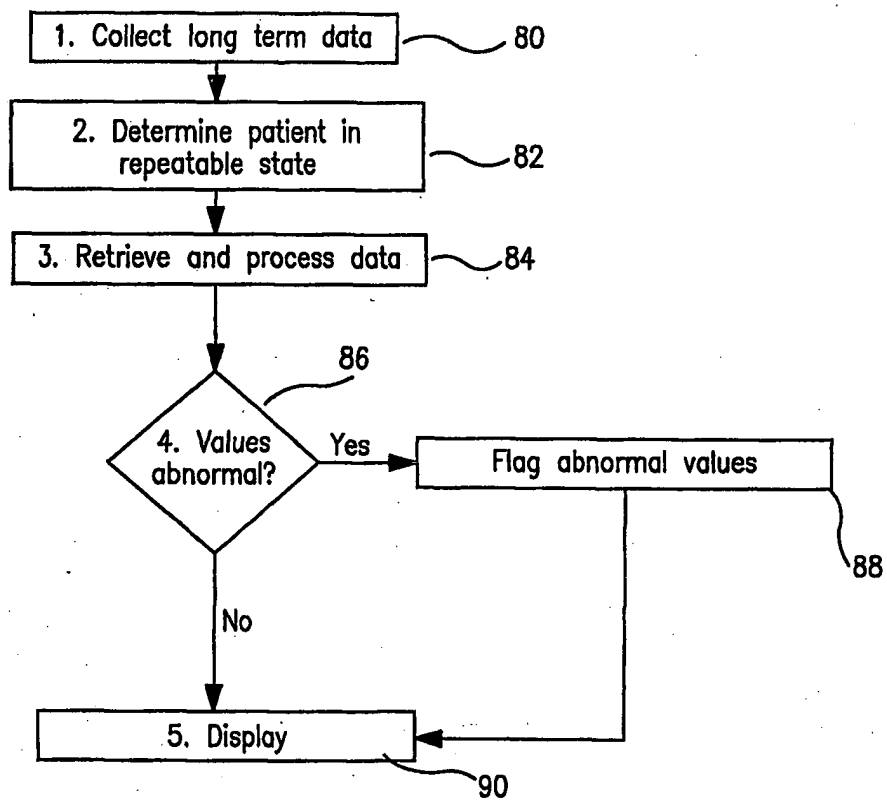 1. Collect long term data
80
2. Determine patient in
repeatable state
82
3. Retrieve and process data
84
86
4. Values
abnormal?
Yes
Flag abnormal values
88
No
5. Display
90